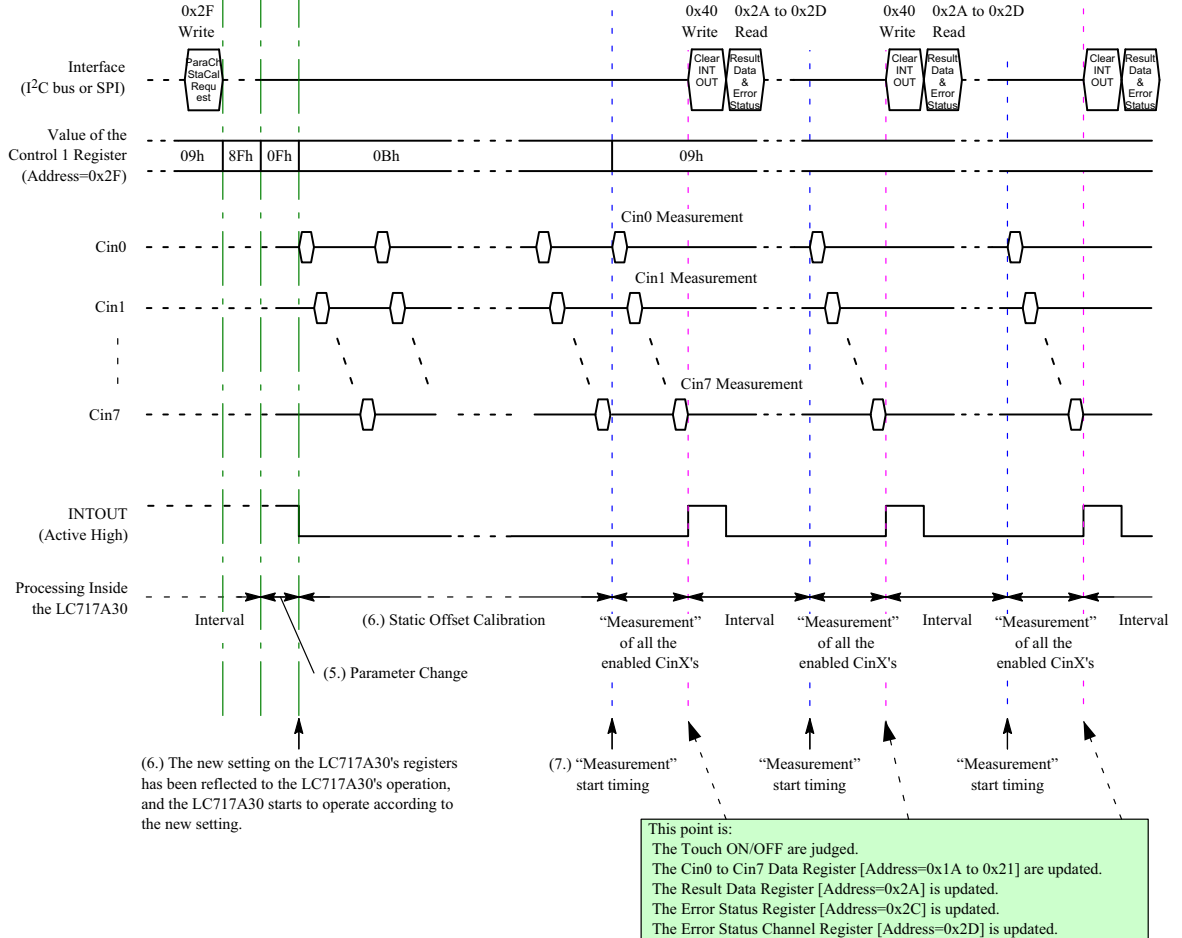 0x2F
Write
0x40
Write
0x2A to 0x2D
Read
0x40
Write
0x2A to 0x2D
Read
Interface
(I2C bus or SPI)
ParaCh
StaCal
Requ
est
Clear
INT
OUT
Result
Data
&
Error
Status
Clear
INT
OUT
Result
Data
&
Error
Status
Clear
INT
OUT
Result
Data
&
Error
Status
Value of the
Control 1 Register
(Address=0x2F)
09h
8Fh
0Fh
0Bh
09h
Cin0 Measurement
Cin0
Cin1 Measurement
Cin1
Cin7 Measurement
Cin7
INTOUT
(Active High)
Processing Inside
the LC717A30
Interval
(6.) Static Offset Calibration
“Measurement”
of all the
enabled CinX's
Interval
“Measurement”
of all the
enabled CinX's
Interval
“Measurement”
of all the
enabled CinX's
Interval
(5.) Parameter Change
(6.) The new setting on the LC717A30's registers
has been reflected to the LC717A30's operation,
and the LC717A30 starts to operate according to
the new setting.
(7.) “Measurement”
start timing
“Measurement”
start timing
“Measurement”
start timing
This point is:
The Touch ON/OFF are judged.
The Cin0 to Cin7 Data Register [Address=0x1A to 0x21] are updated.
The Result Data Register [Address=0x2A] is updated.
The Error Status Register [Address=0x2C] is updated.
The Error Status Channel Register [Address=0x2D] is updated.